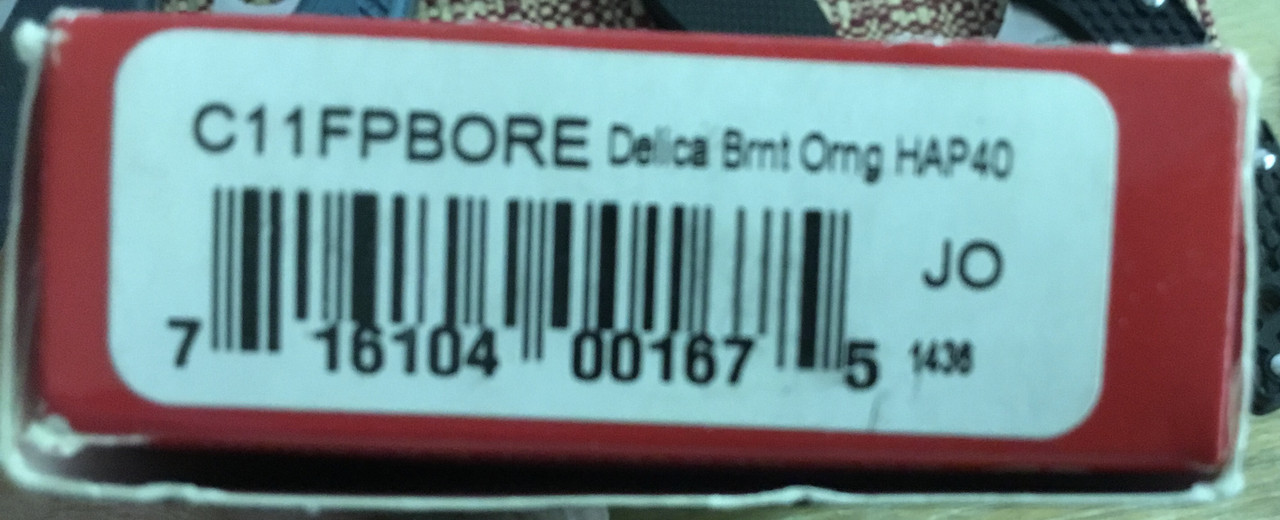 C11FPBORE Delica Brnt Orng HAP40
JO
7 16104 00167 5 1436